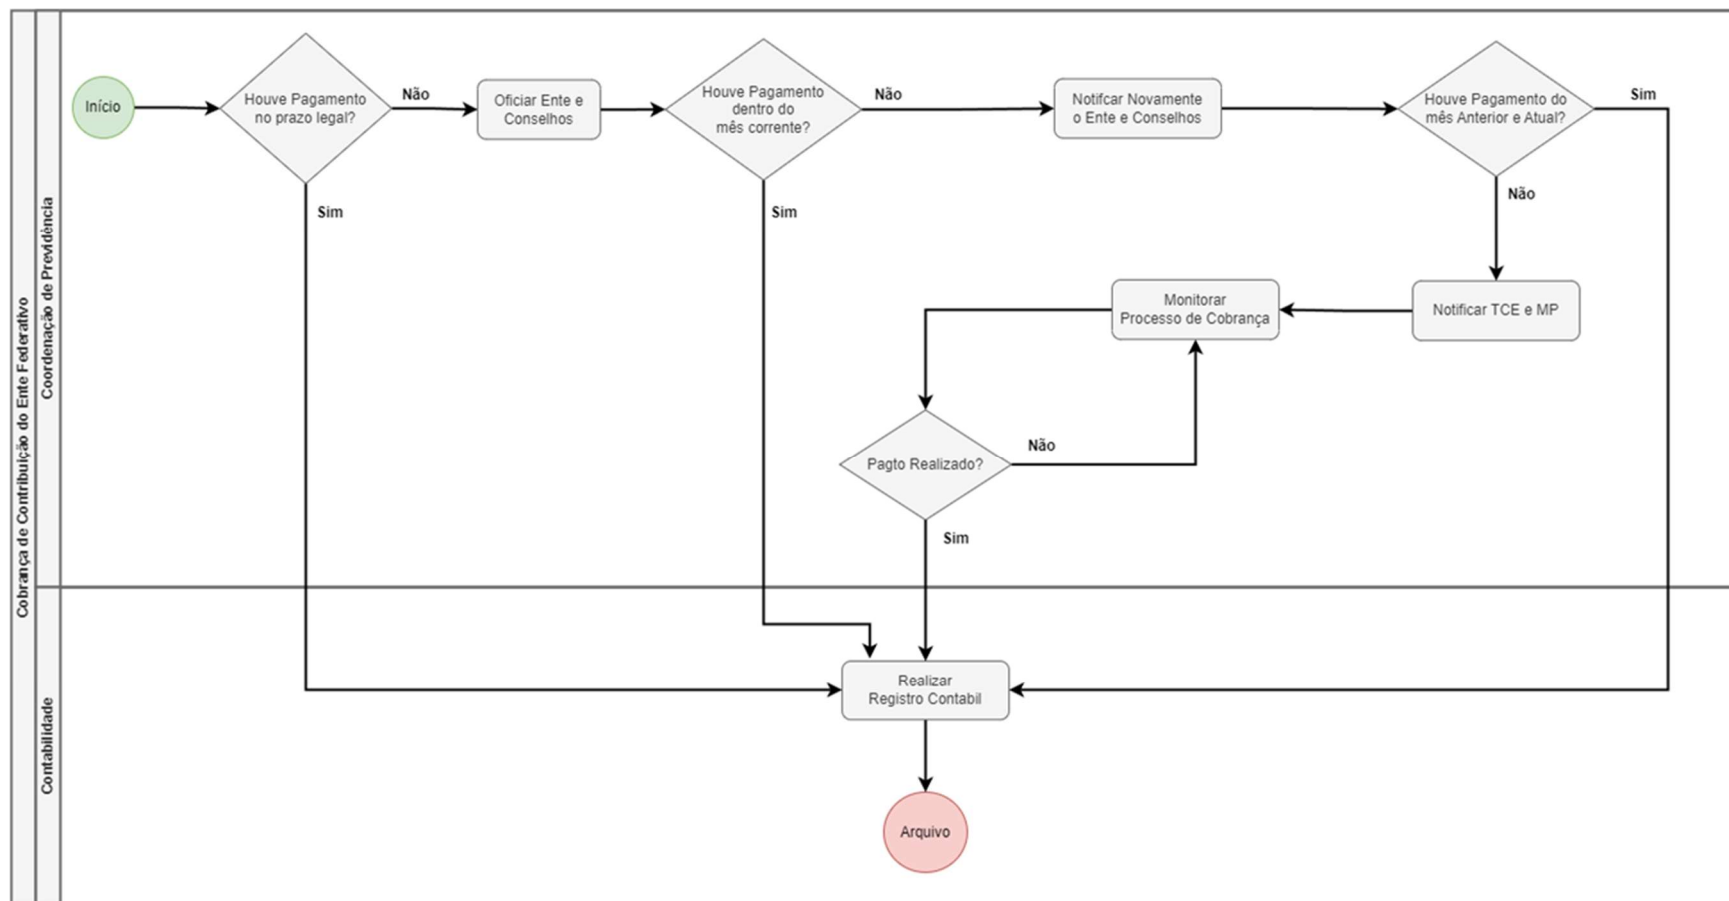 Cobrança de Contribuição do Ente Federativo
Coordenação de Previdência
Início
Houve Pagamento
no prazo legal?
Não
Sim
Oficiar Ente e
Conselhos
Houve Pagamento
dentro do
mês corrente?
Não
Sim
Notifcar Novamente
o Ente e Conselhos
Houve Pagamento do
mês Anterior e Atual?
Sim
Não
Notificar TCE e MP
Monitorar
Processo de Cobrança
Pagto Realizado?
Não
Sim
Contabilidade
Realizar
Registro Contabil
Arquivo